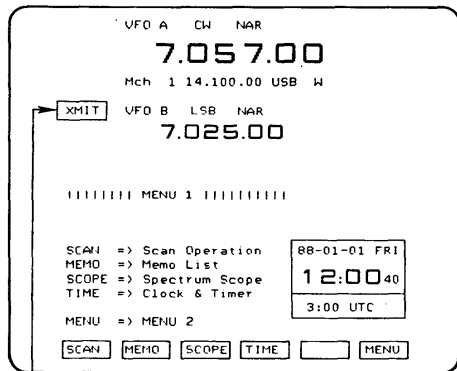 VFO A CW NAR
7.057.00
Mch 1 14.100.00 USB W
XMIT VFO B LSB NAR
7.025.00
|||||||| MENU 1 ||||||||||
SCAN => Scan Operation
MEMO => Memo List
SCOPE => Spectrum Scope
TIME => Clock & Timer
MENU => MENU 2
88-01-01 FRI
12:00 40
3:00 UTC
SCAN MEMO SCOPE TIME MENU